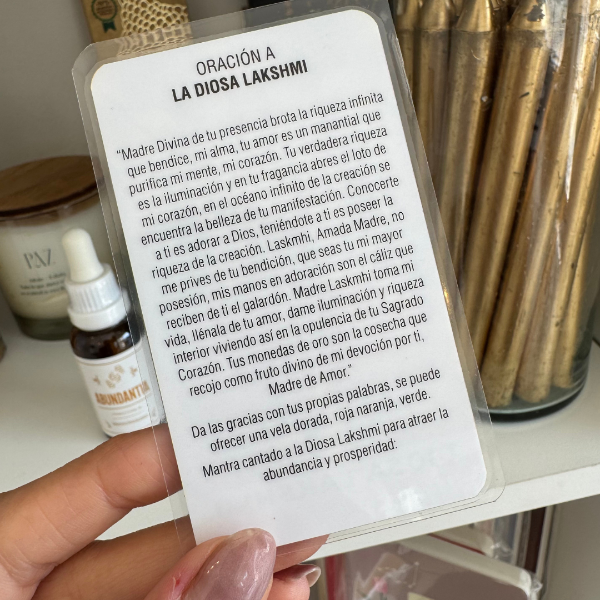 ORACIÓN A
LA DIOSA LAKSHMI
"Madre Divina de tu presencia brota la riqueza infinita
que bendice, mi alma, tu amor es un manantial que
purifica mi mente, mi corazón. Tu verdadera riqueza
es la iluminación y en tu fragancia abres el loto de
mi corazón, en el océano infinito de la creación se
encuentra la belleza de tu manifestación. Conocerte
a ti es adorar a Dios, teniéndote a ti es poseer la
riqueza de la creación. Laskmhi, Amada Madre, no
me prives de tu bendición, que seas tu mi mayor
posesión, mis manos en adoración son el cáliz que
reciben de ti el galardón. Madre Laskmhi toma mi
vida, llénala de tu amor, dame iluminación y riqueza
interior viviendo así en la opulencia de tu Sagrado
Corazón. Tus monedas de oro son la cosecha que
recojo como fruto divino de mi devoción por ti,
Madre de Amor."
Da las gracias con tus propias palabras, se puede
ofrecer una vela dorada, roja naranja, verde.
Mantra cantado a la Diosa Lakshmi para atraer la
abundancia y prosperidad:
PAZ